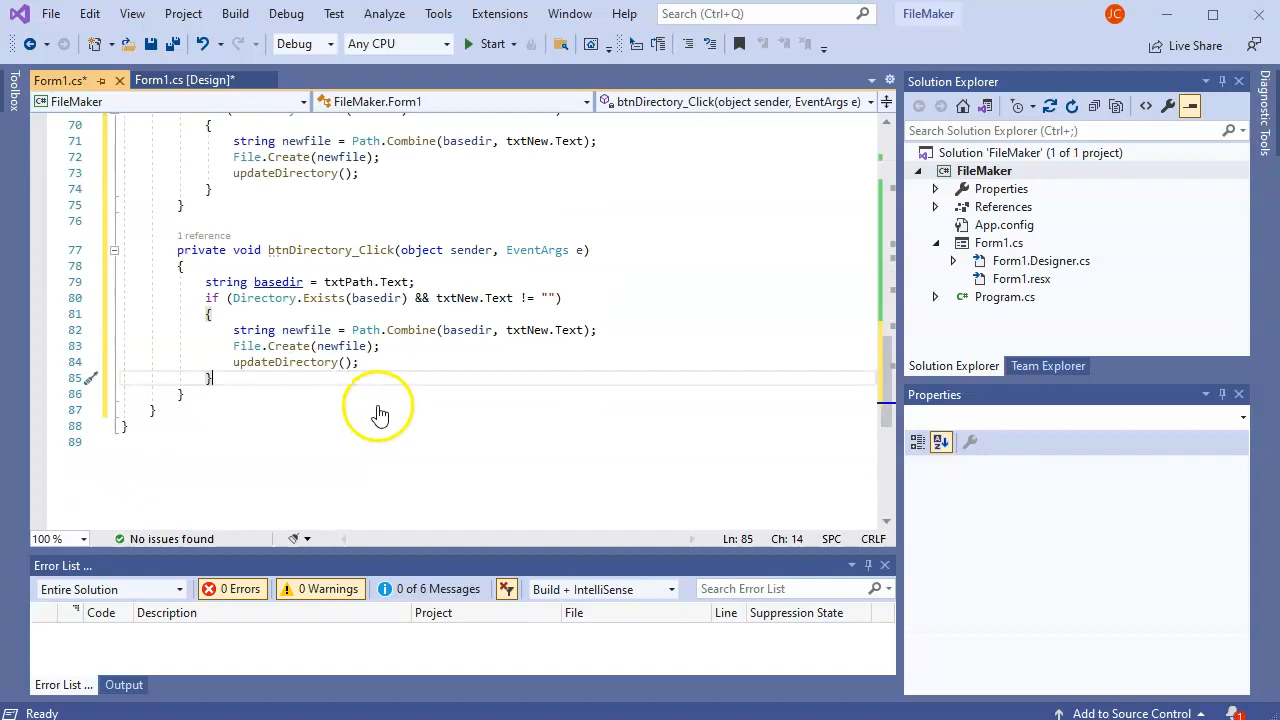 File Edit View Project Build Debug Test Analyze Tools Extensions Window Help Search (Ctrl+Q) FileMaker JC
Debug Any CPU Start Live Share
Toolbox
Form1.cs* Form1.cs [Design]*
FileMaker FileMaker.Form1 btnDirectory_Click(object sender, EventArgs e)
70 {
71 string newfile = Path.Combine(basedir, txtNew.Text);
72 File.Create(newfile);
73 updateDirectory();
74 }
75 }
76
1 reference
77 private void btnDirectory_Click(object sender, EventArgs e)
78 {
79 string basedir = txtPath.Text;
80 if (Directory.Exists(basedir) && txtNew.Text != "")
81 {
82 string newfile = Path.Combine(basedir, txtNew.Text);
83 File.Create(newfile);
84 updateDirectory();
85 }
86 }
87 }
88 }
89
100 % No issues found Ln: 85 Ch: 14 SPC CRLF
Error List ...
Entire Solution 0 Errors 0 Warnings 0 of 6 Messages Build + IntelliSense Search Error List
Code Description Project File Line Suppression State
Error List ... Output
Solution Explorer
Search Solution Explorer (Ctrl+;)
Solution 'FileMaker' (1 of 1 project)
FileMaker
Properties
References
App.config
Form1.cs
Form1.Designer.cs
Form1.resx
Program.cs
Solution Explorer Team Explorer
Properties
Diagnostic Tools
Ready Add to Source Control 1